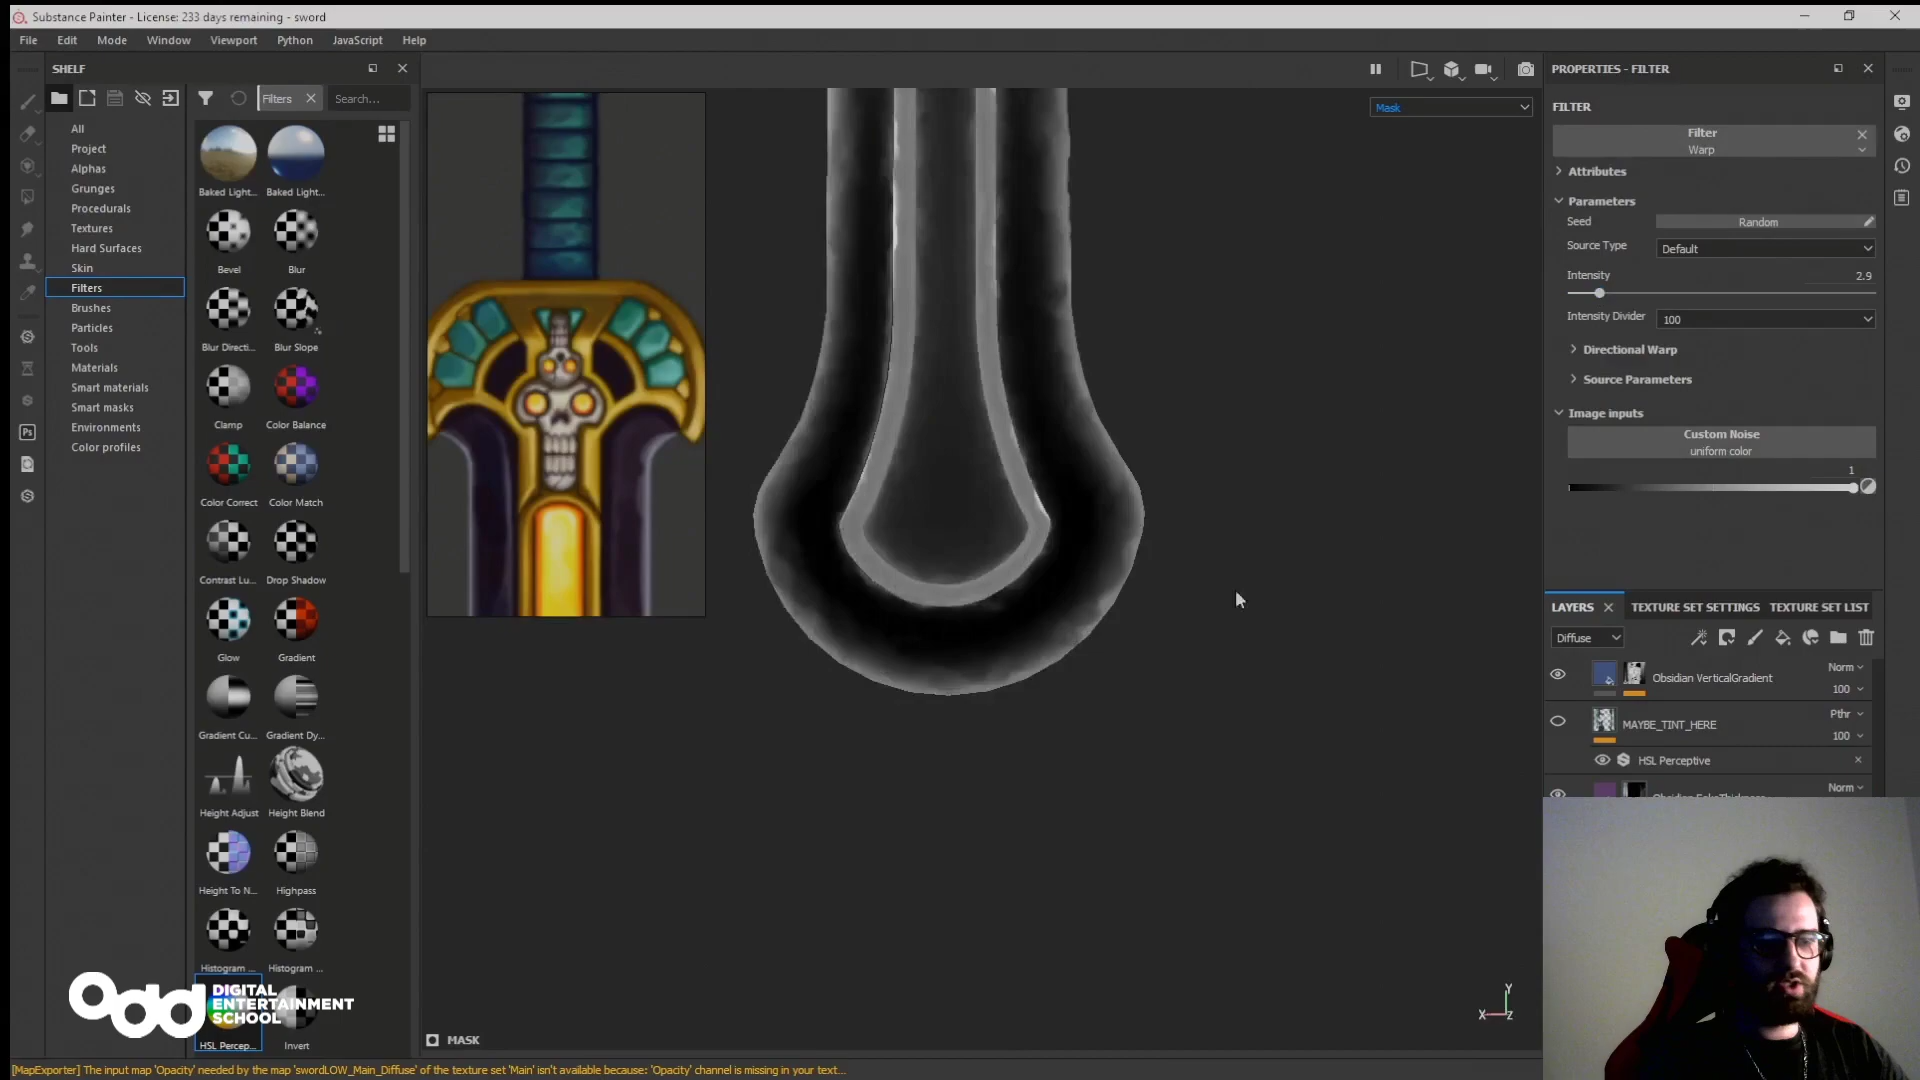 Substance Painter - License: 233 days remaining - sword
File Edit Mode Window Viewport Python JavaScript Help
SHELF
Filters
Search...
All
Project
Alphas
Grunges
Procedurals
Textures
Hard Surfaces
Skin
Filters
Brushes
Particles
Tools
Materials
Smart materials
Smart masks
Environments
Color profiles
Baked Light... Baked Light...
Bevel Blur
Blur Directi... Blur Slope
Clamp Color Balance
Color Correct Color Match
Contrast Lu... Drop Shadow
Glow Gradient
Gradient Cu... Gradient Dy...
Height Adjust Height Blend
Height To N... Highpass
Histogram ... Histogram ...
HSL Percep... Invert
Ps
odd DIGITAL
ENTERTAINMENT
SCHOOL
Mask
Y
X Z
MASK
PROPERTIES - FILTER
FILTER
Filter
Warp
Attributes
Parameters
Seed Random
Source Type Default
Intensity 2.9
Intensity Divider 100
Directional Warp
Source Parameters
Image inputs
Custom Noise
uniform color
1
LAYERS TEXTURE SET SETTINGS TEXTURE SET LIST
Diffuse
Obsidian VerticalGradient Norm
100
MAYBE_TINT_HERE Pthr
100
HSL Perceptive
Norm
[MapExporter] The input map 'Opacity' needed by the map 'swordLOW_Main_Diffuse' of the texture set 'Main' isn't available because: 'Opacity' channel is missing in your text...